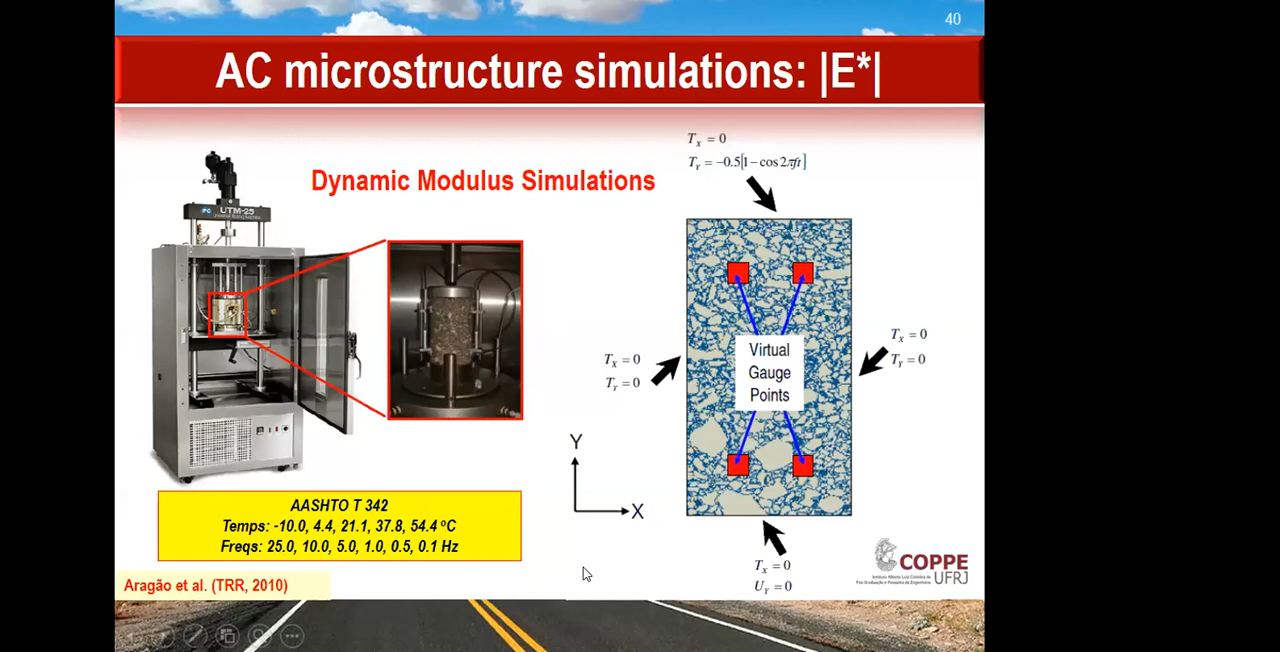 40
AC microstructure simulations: |E*|
Dynamic Modulus Simulations
UTM-25
AASHTO T 342
Temps: -10.0, 4.4, 21.1, 37.8, 54.4 ºC
Freqs: 25.0, 10.0, 5.0, 1.0, 0.5, 0.1 Hz
Aragão et al. (TRR, 2010)
Tx = 0
TY = −0.5[1 − cos 2πft]
Tx = 0
TY = 0
Virtual
Gauge
Points
Tx = 0
TY = 0
Y
X
Tx = 0
UY = 0
COPPE
UFRJ